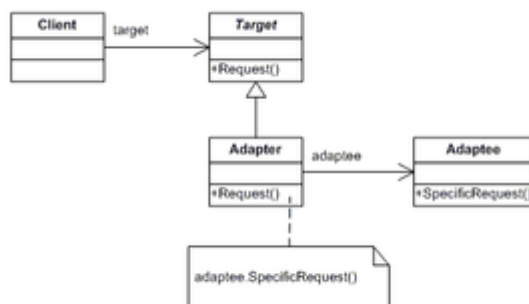 Client
target
Target
+Request()
Adapter
adaptee
Adaptee
+Request()
+SpecificRequest()
adaptee.SpecificRequest()